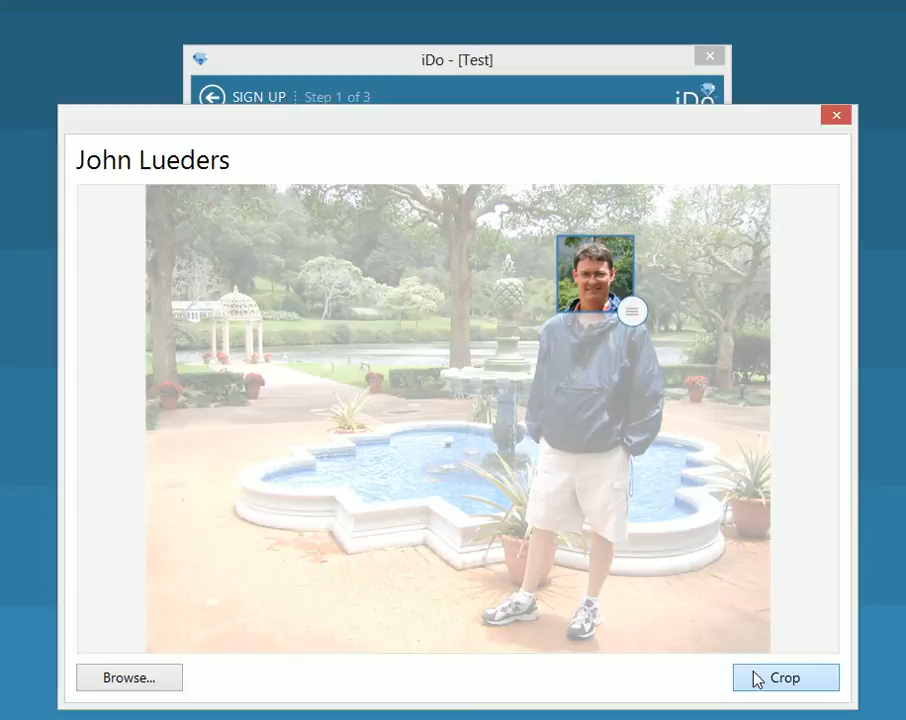 iDo - [Test]
SIGN UP
Step 1 of 3
iDo
John Lueders
Browse...
Crop